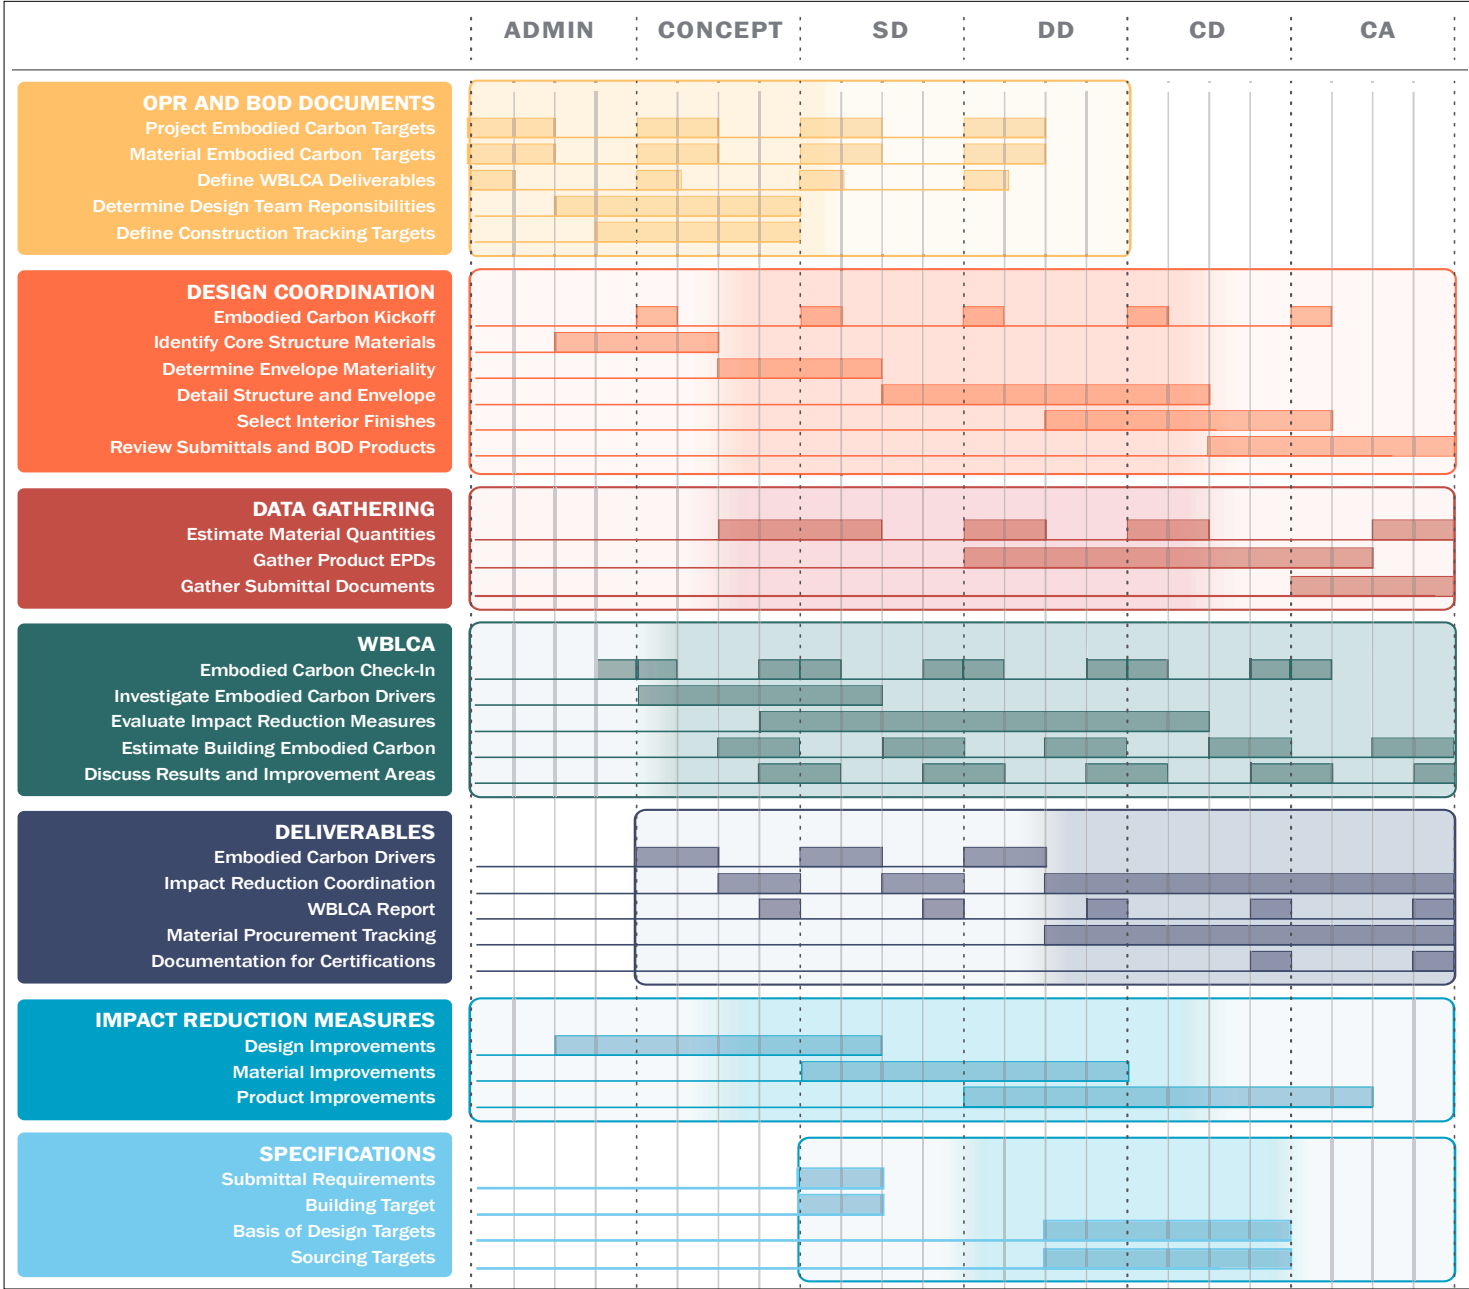 ADMIN CONCEPT SD DD CD CA
OPR AND BOD DOCUMENTS
Project Embodied Carbon Targets
Material Embodied Carbon Targets
Define WBLCA Deliverables
Determine Design Team Reponsibilities
Define Construction Tracking Targets
DESIGN COORDINATION
Embodied Carbon Kickoff
Identify Core Structure Materials
Determine Envelope Materiality
Detail Structure and Envelope
Select Interior Finishes
Review Submittals and BOD Products
DATA GATHERING
Estimate Material Quantities
Gather Product EPDs
Gather Submittal Documents
WBLCA
Embodied Carbon Check-In
Investigate Embodied Carbon Drivers
Evaluate Impact Reduction Measures
Estimate Building Embodied Carbon
Discuss Results and Improvement Areas
DELIVERABLES
Embodied Carbon Drivers
Impact Reduction Coordination
WBLCA Report
Material Procurement Tracking
Documentation for Certifications
IMPACT REDUCTION MEASURES
Design Improvements
Material Improvements
Product Improvements
SPECIFICATIONS
Submittal Requirements
Building Target
Basis of Design Targets
Sourcing Targets